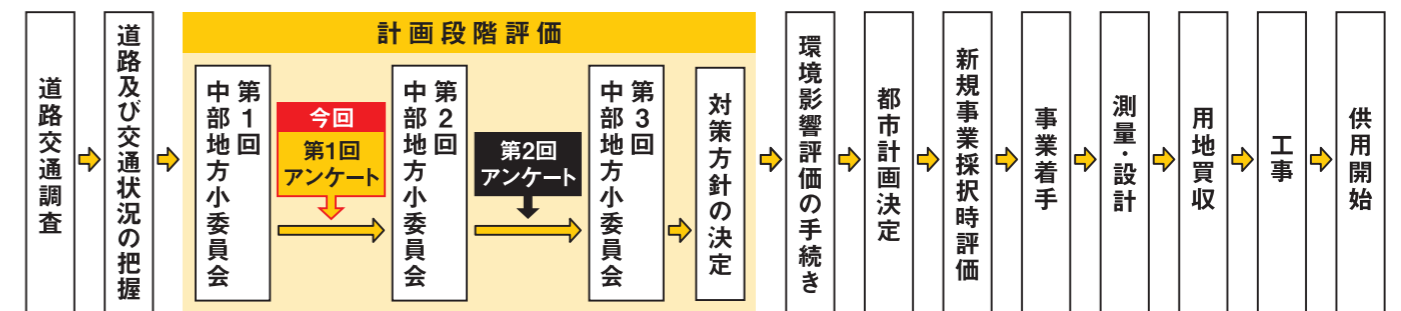 道路交通調査
道路及び交通状況の把握
計画段階評価
第1回
中部地方小委員会
今回
第1回
アンケート
第2回
中部地方小委員会
第2回
アンケート
第3回
中部地方小委員会
対策方針の決定
環境影響評価の手続き
都市計画決定
新規事業採択時評価
事業着手
測量・設計
用地買収
工事
供用開始